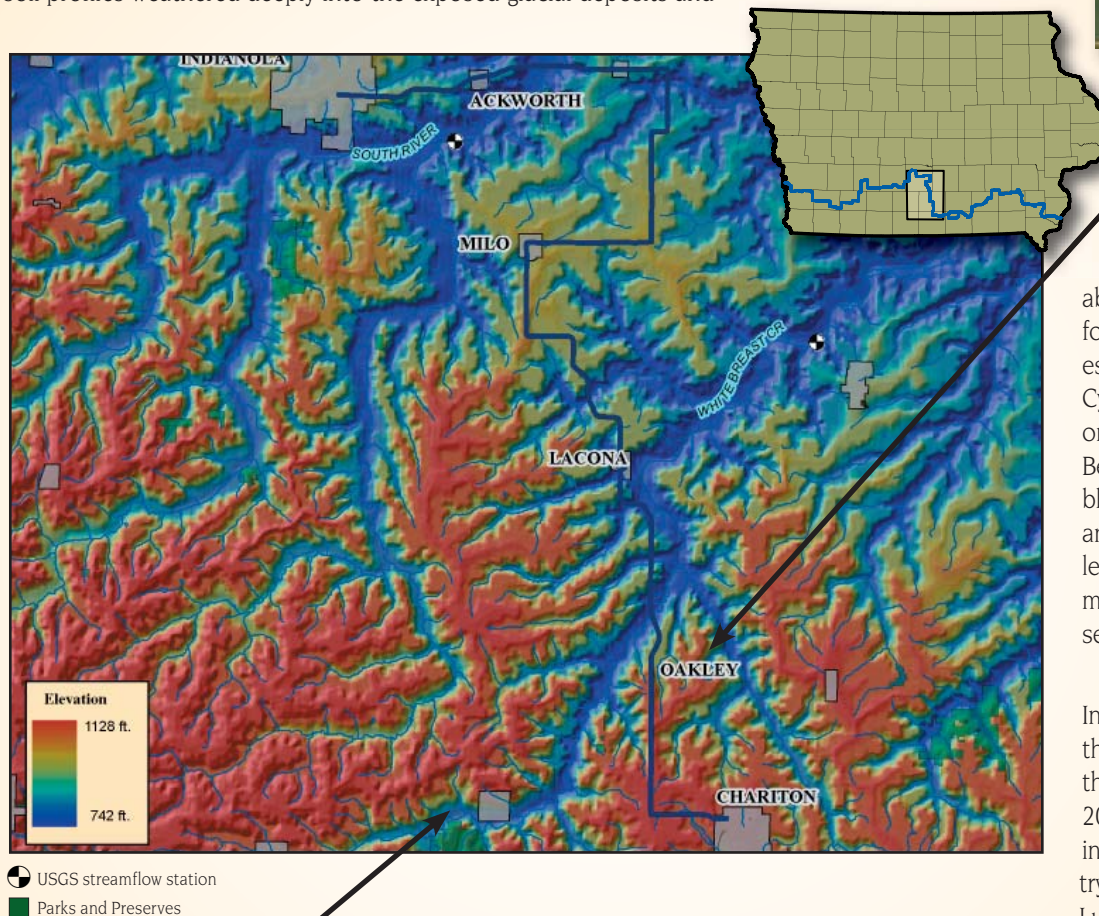 soil profiles weathered deeply into the exposed glacial deposits and
INDIANOLA
ACKWORTH
SOUTH RIVER
MILO
WHITE BREAST CR
LACONA
OAKLEY
CHARITON
Elevation
1128 ft.
742 ft.
USGS streamflow station
Parks and Preserves
ab
fo
es
Cy
or
Be
bl
an
le
m
se
In
th
th
20
in
try